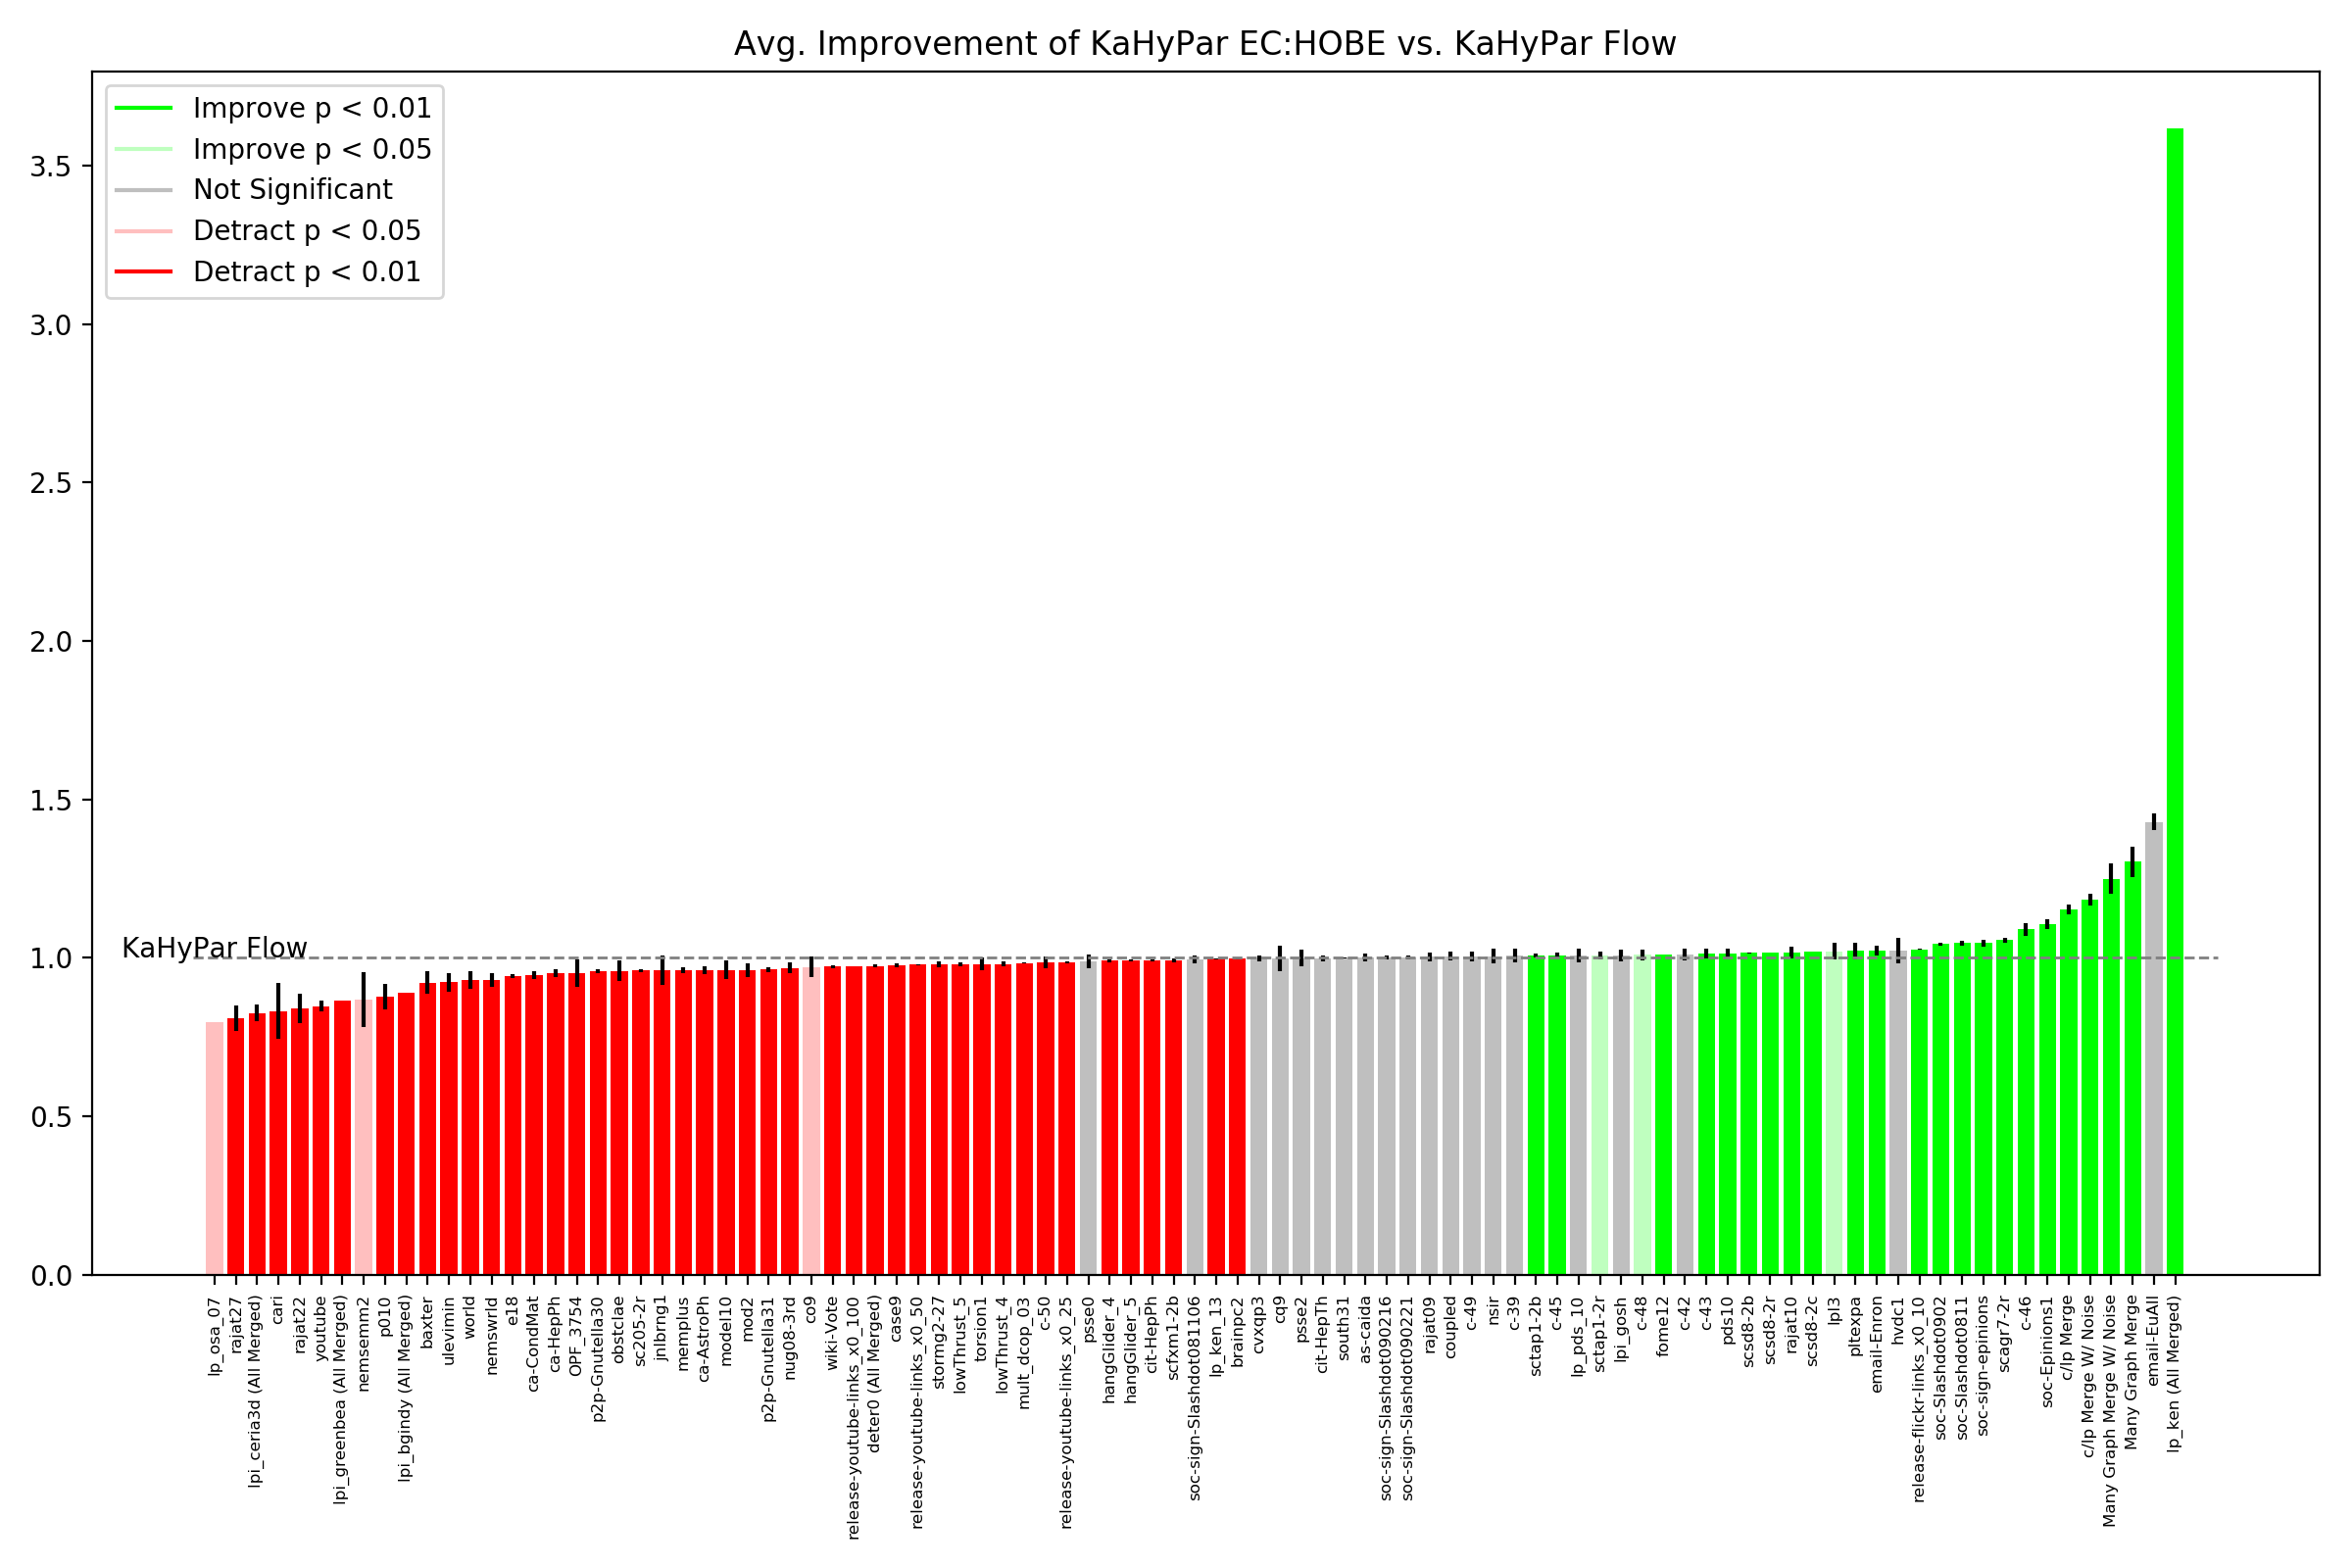 Avg. Improvement of KaHyPar EC:HOBE vs. KaHyPar Flow
Improve p < 0.01
Improve p < 0.05
Not Significant
Detract p < 0.05
Detract p < 0.01
3.5
3.0
2.5
2.0
1.5
1.0
0.5
0.0
KaHyPar Flow
lp_osa_07
rajat27
lpi_ceria3d (All Merged)
cari
rajat22
youtube
lpi_greenbea (All Merged)
nemsemm2
p010
lpi_bgindy (All Merged)
baxter
ulevimin
world
nemswrld
e18
ca-CondMat
ca-HepPh
OPF_3754
p2p-Gnutella30
obstclae
sc205-2r
jnlbrng1
memplus
ca-AstroPh
model10
mod2
p2p-Gnutella31
nug08-3rd
co9
wiki-Vote
release-youtube-links_x0_100
deter0 (All Merged)
case9
release-youtube-links_x0_50
stormg2-27
lowThrust_5
torsion1
lowThrust_4
mult_dcop_03
c-50
release-youtube-links_x0_25
psse0
hangGlider_4
hangGlider_5
cit-HepPh
scfxm1-2b
soc-sign-Slashdot081106
lp_ken_13
brainpc2
cvxqp3
cq9
psse2
cit-HepTh
south31
as-caida
soc-sign-Slashdot090216
soc-sign-Slashdot090221
rajat09
coupled
c-49
nsir
c-39
sctap1-2b
c-45
lp_pds_10
sctap1-2r
lpi_gosh
c-48
fome12
c-42
c-43
pds10
scsd8-2b
scsd8-2r
rajat10
scsd8-2c
lpl3
pltexpa
email-Enron
hvdc1
release-flickr-links_x0_10
soc-Slashdot0902
soc-Slashdot0811
soc-sign-epinions
scagr7-2r
c-46
soc-Epinions1
c/lp Merge
c/lp Merge W/ Noise
Many Graph Merge W/ Noise
Many Graph Merge
email-EuAll
lp_ken (All Merged)